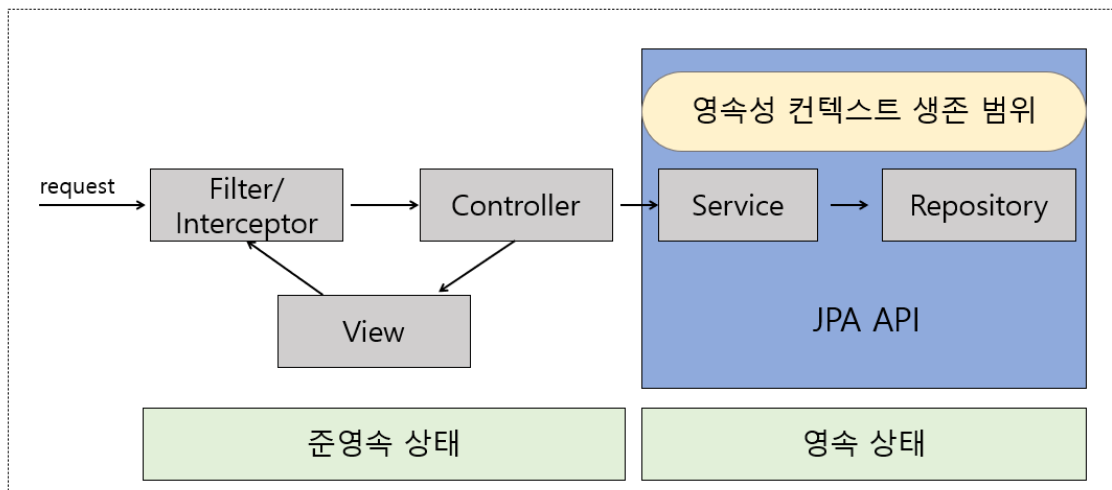 영속성 컨텍스트 생존 범위
request
Filter/
Interceptor
Controller
Service
Repository
View
JPA API
준영속 상태
영속 상태